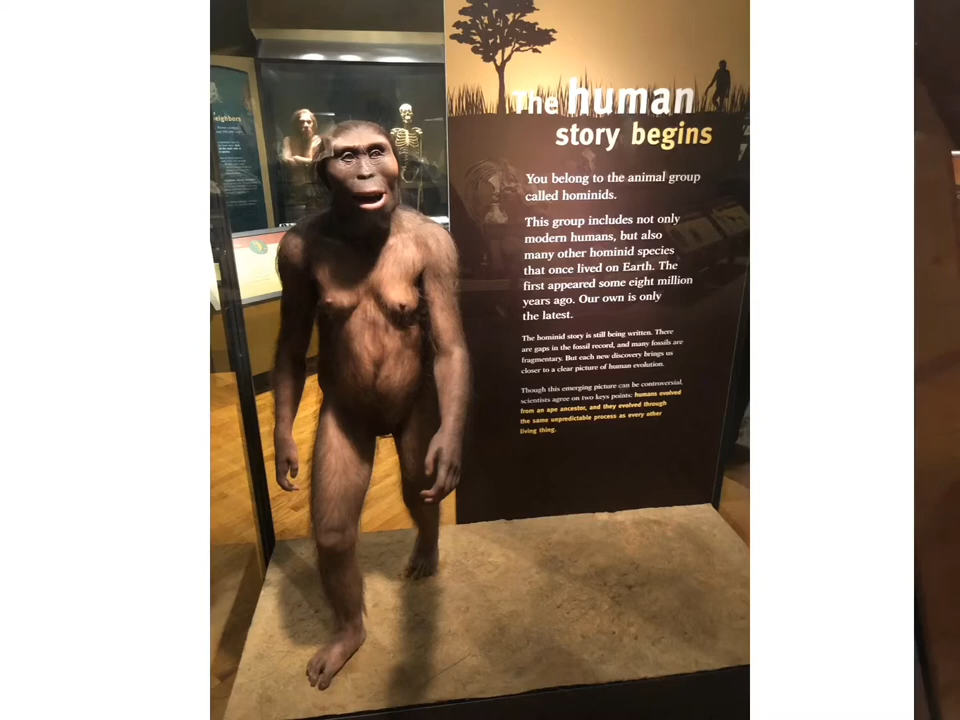 neighbors
The human
story begins
You belong to the animal group
called hominids.
This group includes not only
modern humans, but also
many other hominid species
that once lived on Earth. The
first appeared some eight million
years ago. Our own is only
the latest.
The hominid story is still being written. There
are gaps in the fossil record, and many fossils are
fragmentary. But each new discovery brings us
closer to a clear picture of human evolution.
Though this emerging picture can be controversial,
scientists agree on two key points: humans evolved
from an ape ancestor, and they evolved through
the same unpredictable process as every other
living thing.